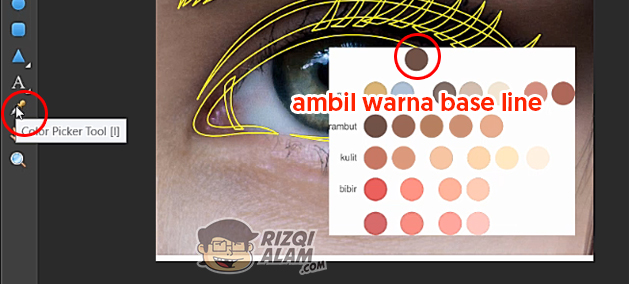 ambil warna base line
A
Color Picker Tool [I]
rambut
kulit
bibir
RIZQI
ALAM
.COM